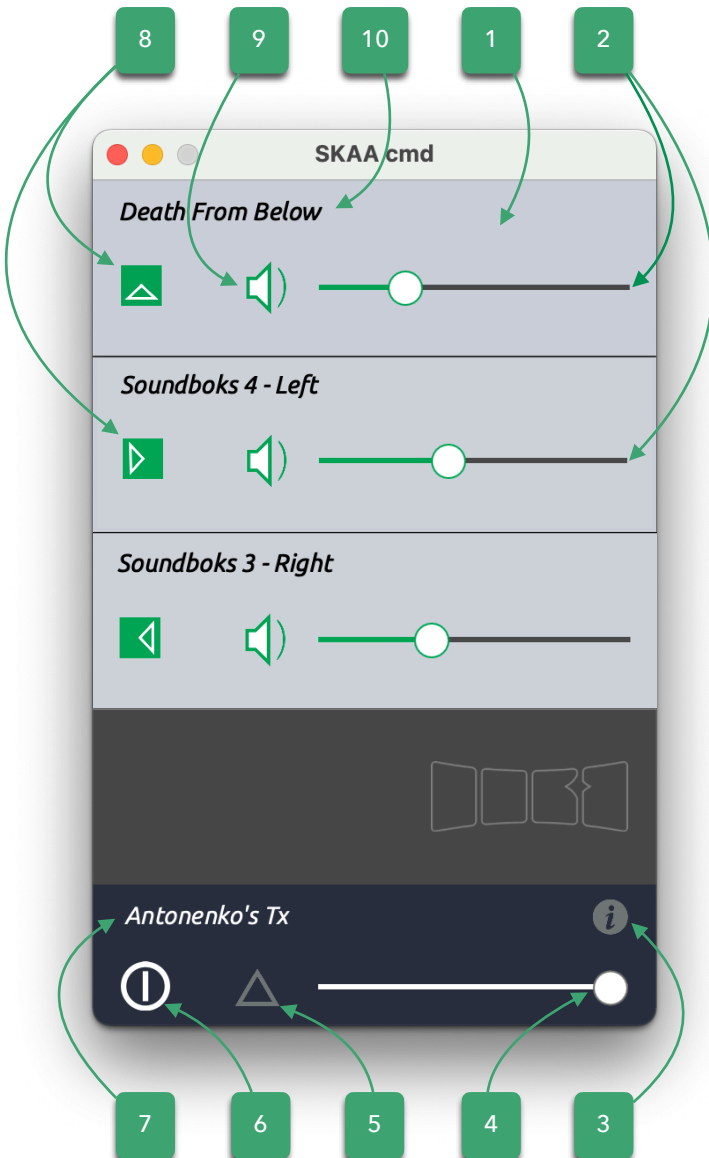 8 9 10 1 2
SKAA cmd
Death From Below
Soundboks 4 - Left
Soundboks 3 - Right
Antonenko's Tx
i
7 6 5 4 3